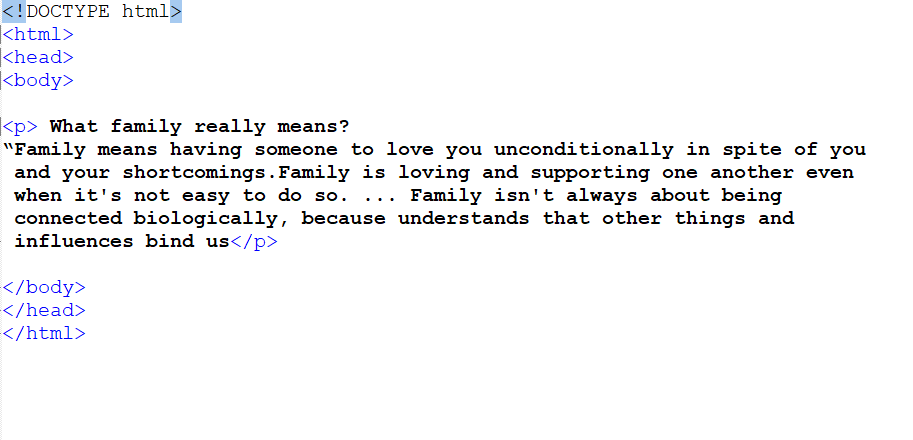 <!DOCTYPE html>
<html>
<head>
<body>
<p> What family really means?
“Family means having someone to love you unconditionally in spite of you
and your shortcomings.Family is loving and supporting one another even
when it's not easy to do so. ... Family isn't always about being
connected biologically, because understands that other things and
influences bind us</p>
</body>
</head>
</html>